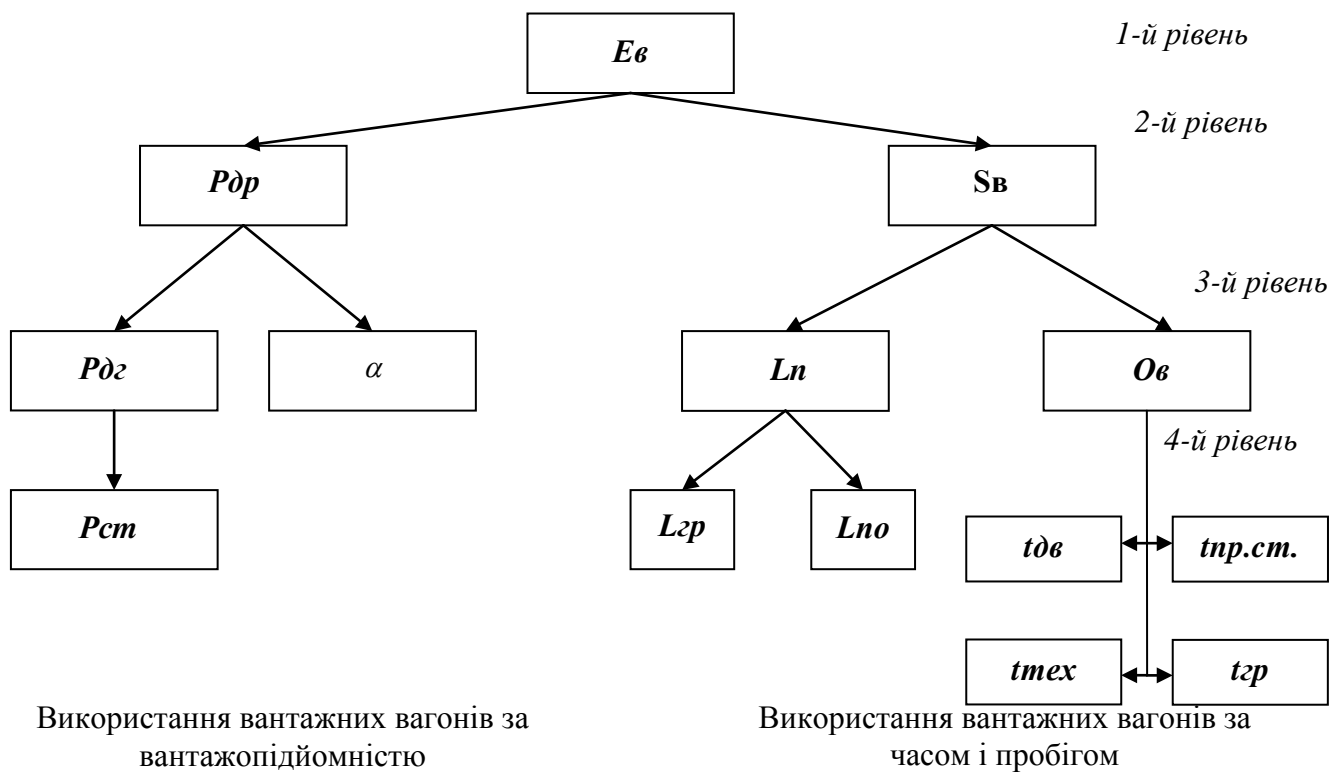 Ев
1-й рівень
2-й рівень
Рдр
Sв
3-й рівень
Рдг
α
Lп
Ов
4-й рівень
Рст
Lгр
Lпо
tдв
tпр.ст.
tтех
tгр
Використання вантажних вагонів за
вантажопідйомністю
Використання вантажних вагонів за
часом і пробігом